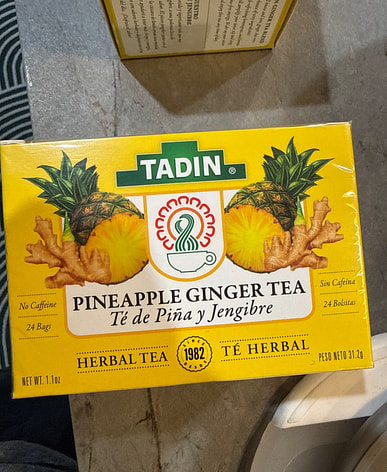 TADIN ®
PINEAPPLE GINGER TEA
Té de Piña y Jengibre
No Caffeine
24 Bags
Sin Cafeína
24 Bolsitas
HERBAL TEA
SINCE
1982
TÉ HERBAL
NET WT. 1.1oz
PESO NETO 31.2g